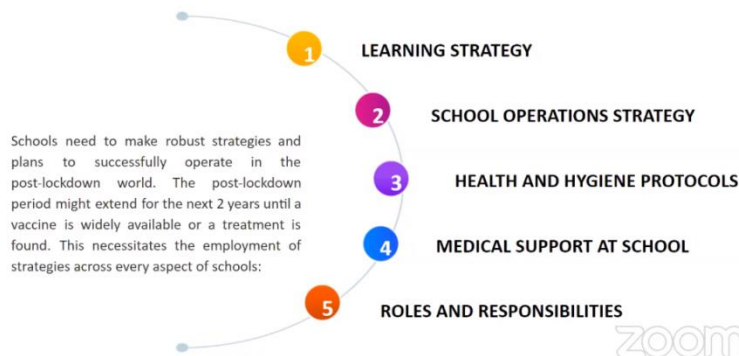 1 LEARNING STRATEGY
2 SCHOOL OPERATIONS STRATEGY
Schools need to make robust strategies and
plans to successfully operate in the
post-lockdown world. The post-lockdown
period might extend for the next 2 years until a
vaccine is widely available or a treatment is
found. This necessitates the employment of
strategies across every aspect of schools:
3 HEALTH AND HYGIENE PROTOCOLS
4 MEDICAL SUPPORT AT SCHOOL
5 ROLES AND RESPONSIBILITIES
zoom